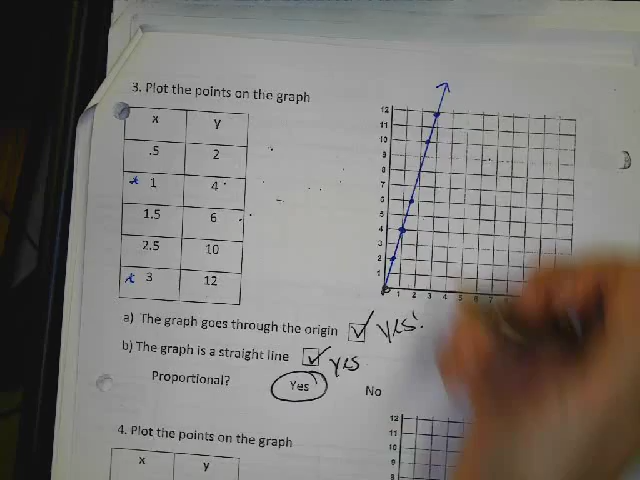 3. Plot the points on the graph
x y
.5 2
* 1 4
1.5 6
2.5 10
* 3 12
12
11
10
9
8
7
6
5
4
3
2
1
0 1 2 3 4 5 6 7
a) The graph goes through the origin ✓ YES!
b) The graph is a straight line ✓ YES
Proportional? Yes No
4. Plot the points on the graph
x y
12
11
10
9
8